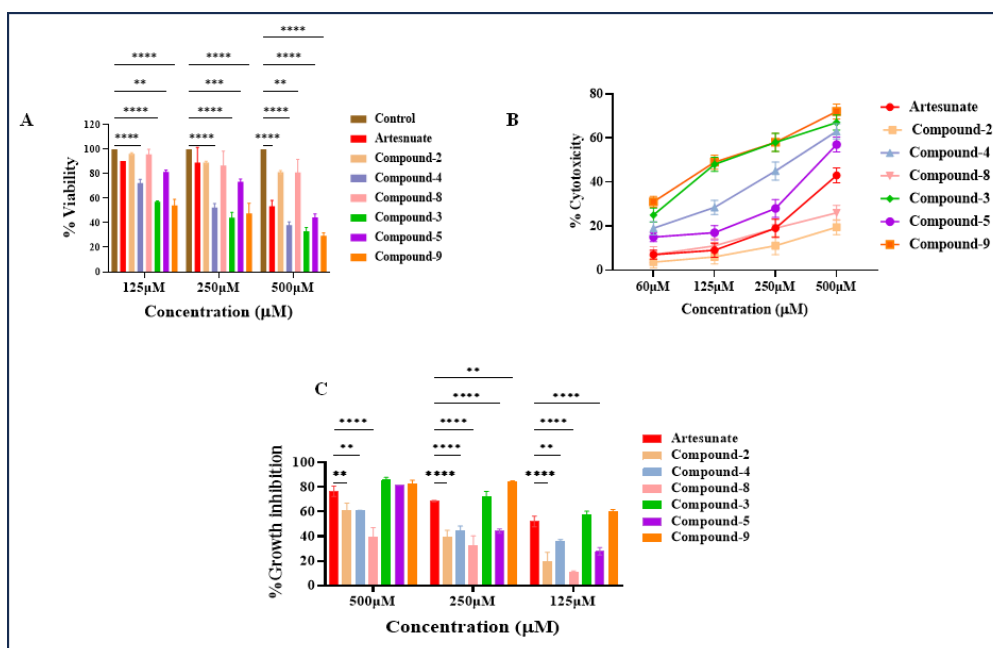 A
**** **** ****
**** **** ****
** *** **
**** **** ****
**** **** ****
% Viability
120
100
80
60
40
20
0
125μM 250μM 500μM
Concentration (μM)
Control
Artesnuate
Compound-2
Compound-4
Compound-8
Compound-3
Compound-5
Compound-9
B
% Cytotoxicity
80
60
40
20
0
60μM 125μM 250μM 500μM
Concentration (μM)
Artesunate
Compound-2
Compound-4
Compound-8
Compound-3
Compound-5
Compound-9
C
**
**** ****
**** **** ****
** **** **
** **** ****
%Growth Inhibition
100
80
60
40
20
0
500μM 250μM 125μM
Concentration (μM)
Artesunate
Compound-2
Compound-4
Compound-8
Compound-3
Compound-5
Compound-9